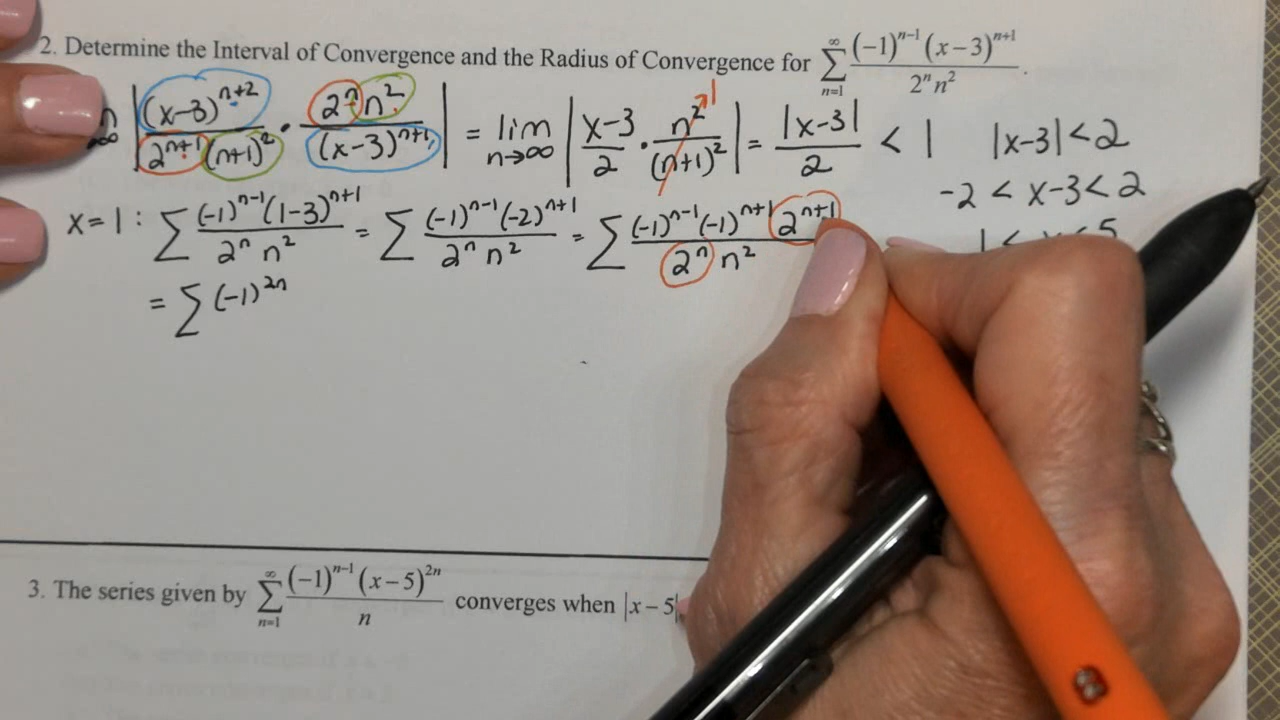 2. Determine the Interval of Convergence and the Radius of Convergence for ∑_{n=1}^{∞} (-1)^{n-1} (x-3)^{n+1} / 2^n n^2 .
| (x-3)^{n+2} / 2^{n+1} (n+1)^2 · 2^n n^2 / (x-3)^{n+1} | = lim_{n→∞} | x-3 / 2 · n^2 / (n+1)^2 | = |x-3| / 2 < 1 |x-3| < 2
-2 < x-3 < 2
x=1: ∑ (-1)^{n-1} (1-3)^{n+1} / 2^n n^2 = ∑ (-1)^{n-1} (-2)^{n+1} / 2^n n^2 = ∑ (-1)^{n-1} (-1)^{n+1} 2^{n+1} / 2^n n^2
= ∑ (-1)^{2n}
3. The series given by ∑_{n=1}^{∞} (-1)^{n-1} (x-5)^{2n} / n converges when |x-5|
8